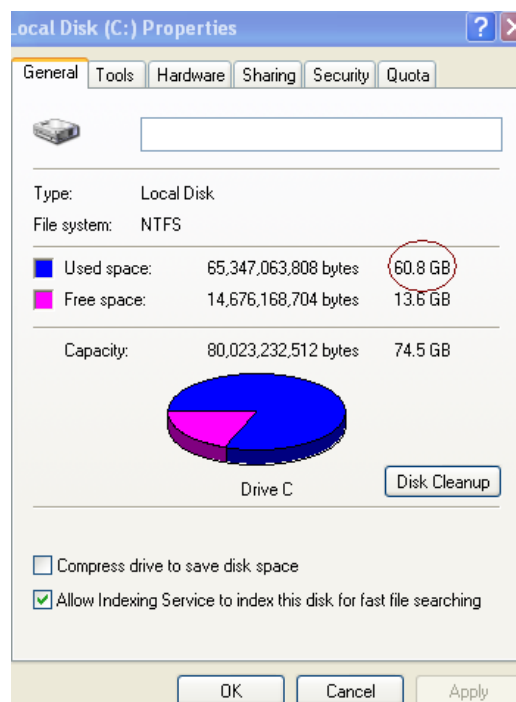 Local Disk (C:) Properties ?
General Tools Hardware Sharing Security Quota
Type: Local Disk
File system: NTFS
Used space: 65,347,063,808 bytes 60.8 GB
Free space: 14,676,168,704 bytes 13.6 GB
Capacity: 80,023,232,512 bytes 74.5 GB
Drive C
Disk Cleanup
Compress drive to save disk space
Allow Indexing Service to index this disk for fast file searching
OK Cancel Apply